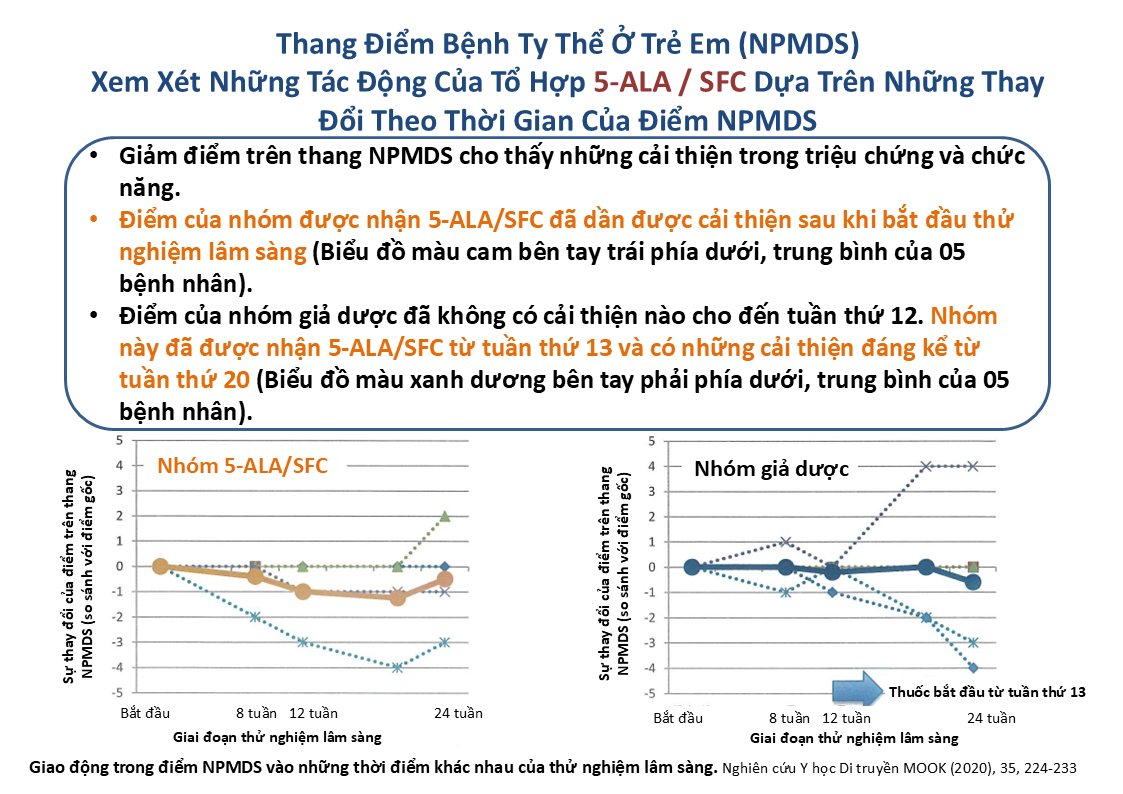 Thang Điểm Bệnh Ty Thể Ở Trẻ Em (NPMDS)
Xem Xét Những Tác Động Của Tổ Hợp 5-ALA / SFC Dựa Trên Những Thay
Đổi Theo Thời Gian Của Điểm NPMDS
• Giảm điểm trên thang NPMDS cho thấy những cải thiện trong triệu chứng và chức
năng.
• Điểm của nhóm được nhận 5-ALA/SFC đã dần được cải thiện sau khi bắt đầu thử
nghiệm lâm sàng (Biểu đồ màu cam bên tay trái phía dưới, trung bình của 05
bệnh nhân).
• Điểm của nhóm giả dược đã không có cải thiện nào cho đến tuần thứ 12. Nhóm
này đã được nhận 5-ALA/SFC từ tuần thứ 13 và có những cải thiện đáng kể từ
tuần thứ 20 (Biểu đồ màu xanh dương bên tay phải phía dưới, trung bình của 05
bệnh nhân).
Sự thay đổi của điểm trên thang
NPMDS (so sánh với điểm gốc)
5
4
3
2
1
0
-1
-2
-3
-4
-5
Nhóm 5-ALA/SFC
Bắt đầu 8 tuần 12 tuần 24 tuần
Giai đoạn thử nghiệm lâm sàng
Sự thay đổi của điểm trên thang
NPMDS (so sánh với điểm gốc)
5
4
3
2
1
0
-1
-2
-3
-4
-5
Nhóm giả dược
Thuốc bắt đầu từ tuần thứ 13
Bắt đầu 8 tuần 12 tuần 24 tuần
Giai đoạn thử nghiệm lâm sàng
Giao động trong điểm NPMDS vào những thời điểm khác nhau của thử nghiệm lâm sàng. Nghiên cứu Y học Di truyền MOOK (2020), 35, 224-233